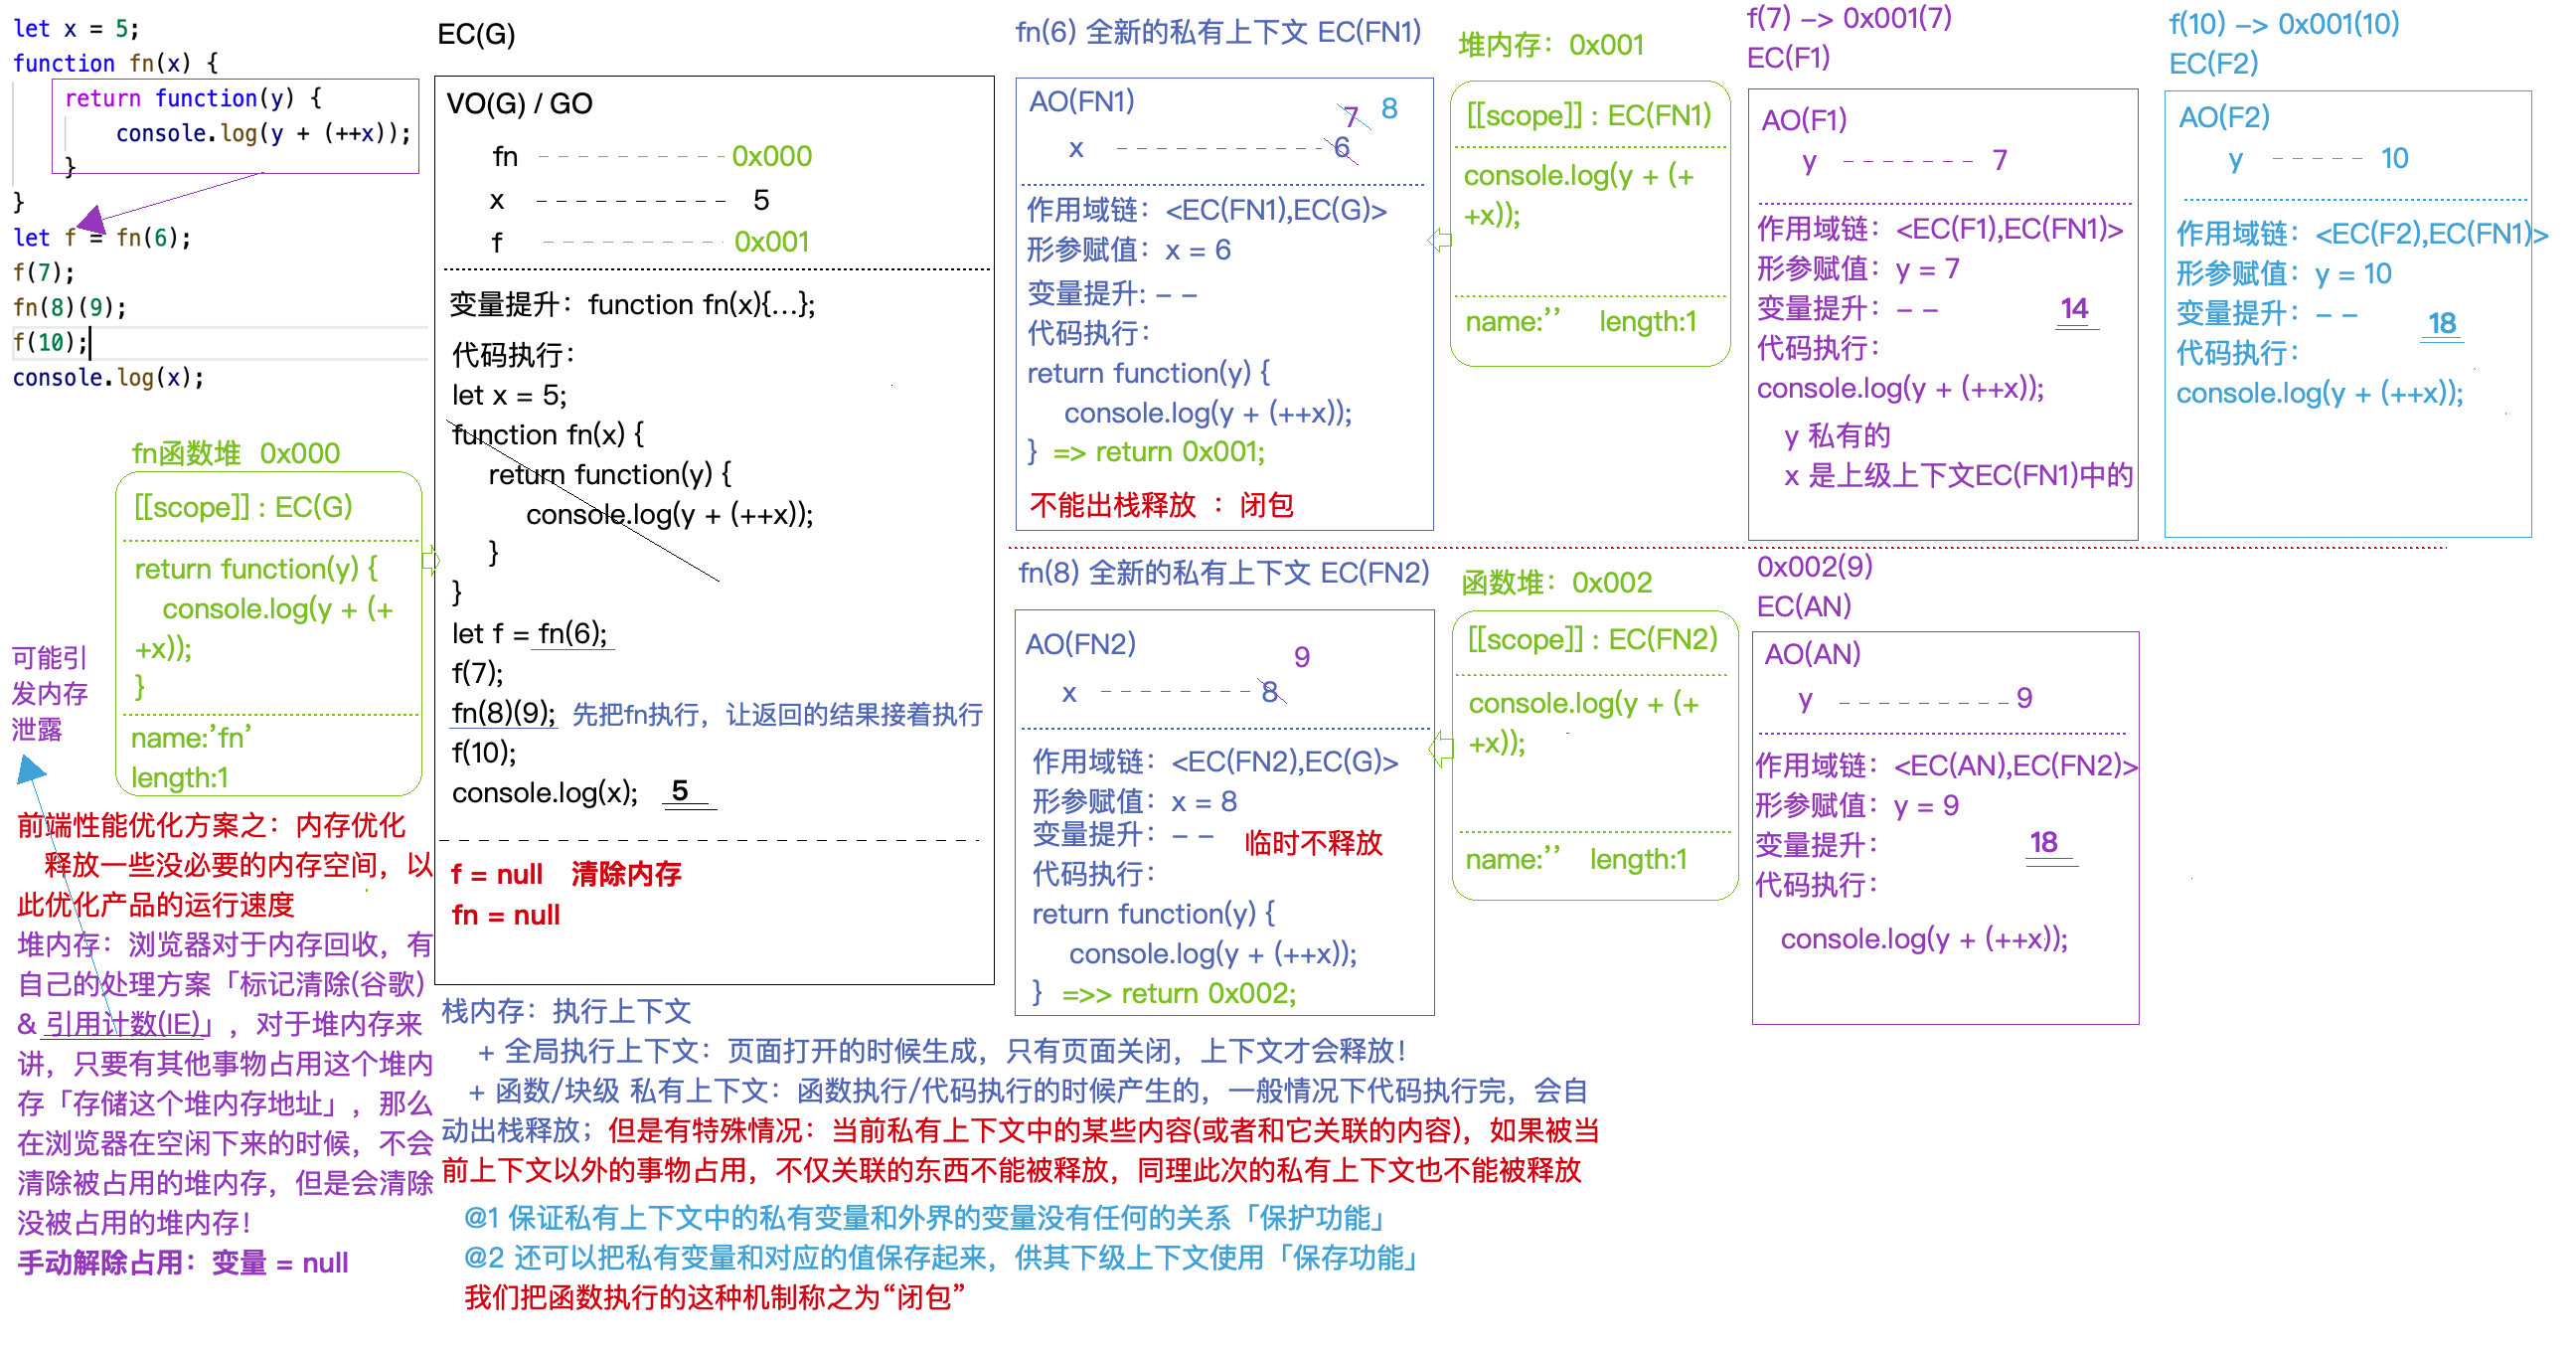 let x = 5;
function fn(x) {
    return function(y) {
        console.log(y + (++x));
    }
}
let f = fn(6);
f(7);
fn(8)(9);
f(10);
console.log(x);
fn函数堆 0x000
[[scope]] : EC(G)
return function(y) {
console.log(y + (+
+x));
}
name:’fn’
length:1
可能引
发内存
泄露
前端性能优化方案之：内存优化
释放一些没必要的内存空间，以
此优化产品的运行速度
堆内存：浏览器对于内存回收，有
自己的处理方案「标记清除(谷歌)
& 引用计数(IE)」，对于堆内存来
讲，只要有其他事物占用这个堆内
存「存储这个堆内存地址」，那么
在浏览器在空闲下来的时候，不会
清除被占用的堆内存，但是会清除
没被占用的堆内存！
手动解除占用：变量 = null
EC(G)
VO(G) / GO
fn 0x000
x 5
f 0x001
变量提升：function fn(x){...};
代码执行：
let x = 5;
function fn(x) {
return function(y) {
console.log(y + (++x));
}
}
let f = fn(6);
f(7);
fn(8)(9); 先把fn执行，让返回的结果接着执行
f(10);
console.log(x); 5
f = null 清除内存
fn = null
栈内存：执行上下文
+ 全局执行上下文：页面打开的时候生成，只有页面关闭，上下文才会释放！
+ 函数/块级 私有上下文：函数执行/代码执行的时候产生的，一般情况下代码执行完，会自
动出栈释放；但是有特殊情况：当前私有上下文中的某些内容(或者和它关联的内容)，如果被当
前上下文以外的事物占用，不仅关联的东西不能被释放，同理此次的私有上下文也不能被释放
@1 保证私有上下文中的私有变量和外界的变量没有任何的关系「保护功能」
@2 还可以把私有变量和对应的值保存起来，供其下级上下文使用「保存功能」
我们把函数执行的这种机制称之为“闭包”
fn(6) 全新的私有上下文 EC(FN1)
AO(FN1)
7 8
x 6
作用域链：<EC(FN1),EC(G)>
形参赋值：x = 6
变量提升: – –
代码执行：
return function(y) {
console.log(y + (++x));
} => return 0x001;
不能出栈释放 ：闭包
堆内存：0x001
[[scope]] : EC(FN1)
console.log(y + (+
+x));
name:’’ length:1
f(7) –> 0x001(7)
EC(F1)
AO(F1)
y 7
作用域链：<EC(F1),EC(FN1)>
形参赋值：y = 7
变量提升：– –
14
代码执行：
console.log(y + (++x));
y 私有的
x 是上级上下文EC(FN1)中的
f(10) –> 0x001(10)
EC(F2)
AO(F2)
y 10
作用域链：<EC(F2),EC(FN1)>
形参赋值：y = 10
变量提升：– –
18
代码执行：
console.log(y + (++x));
fn(8) 全新的私有上下文 EC(FN2)
AO(FN2)
9
x 8
作用域链：<EC(FN2),EC(G)>
形参赋值：x = 8
变量提升：– –
临时不释放
代码执行：
return function(y) {
console.log(y + (++x));
} =>> return 0x002;
函数堆：0x002
[[scope]] : EC(FN2)
console.log(y + (+
+x));
name:’’ length:1
0x002(9)
EC(AN)
AO(AN)
y 9
作用域链：<EC(AN),EC(FN2)>
形参赋值：y = 9
变量提升：
18
代码执行：
console.log(y + (++x));